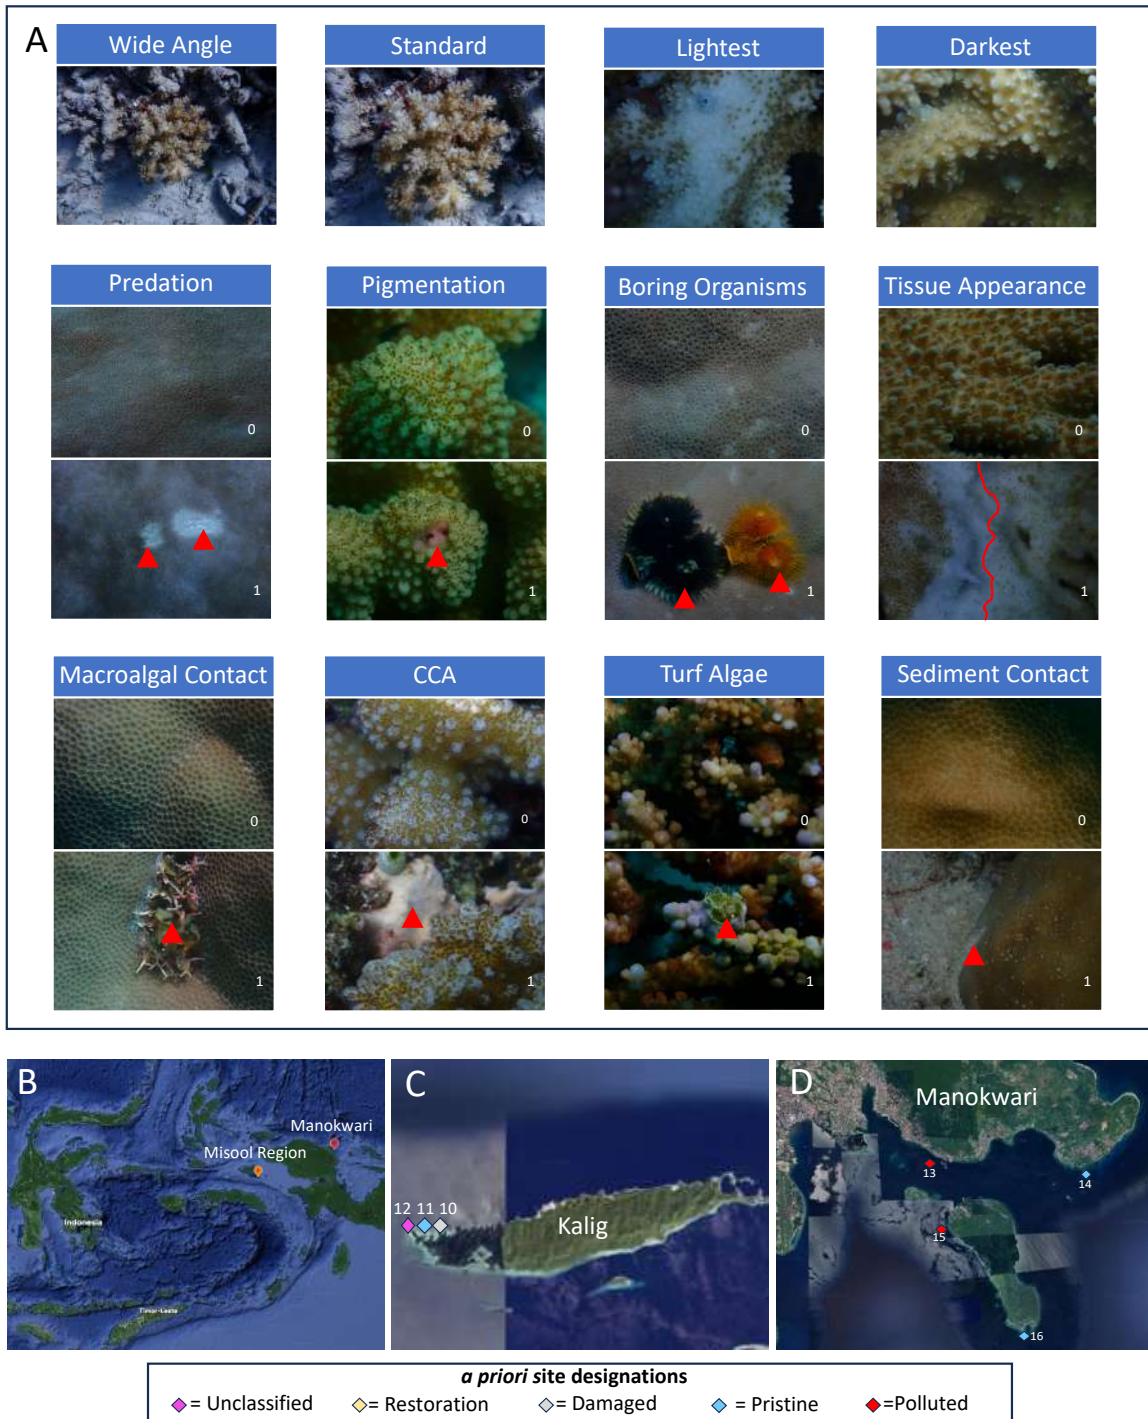 A
Wide Angle
Standard
Lightest
Darkest
Predation
Pigmentation
Boring Organisms
Tissue Appearance
0
0
0
0
1
1
1
1
Macroalgal Contact
CCA
Turf Algae
Sediment Contact
0
0
0
0
1
1
1
1
B
Manokwari
Misool Region
Indonesia
Timor-Leste
C
12 11 10
Kalig
D
Manokwari
13
14
15
16
a priori site designations
= Unclassified
= Restoration
= Damaged
= Pristine
=Polluted